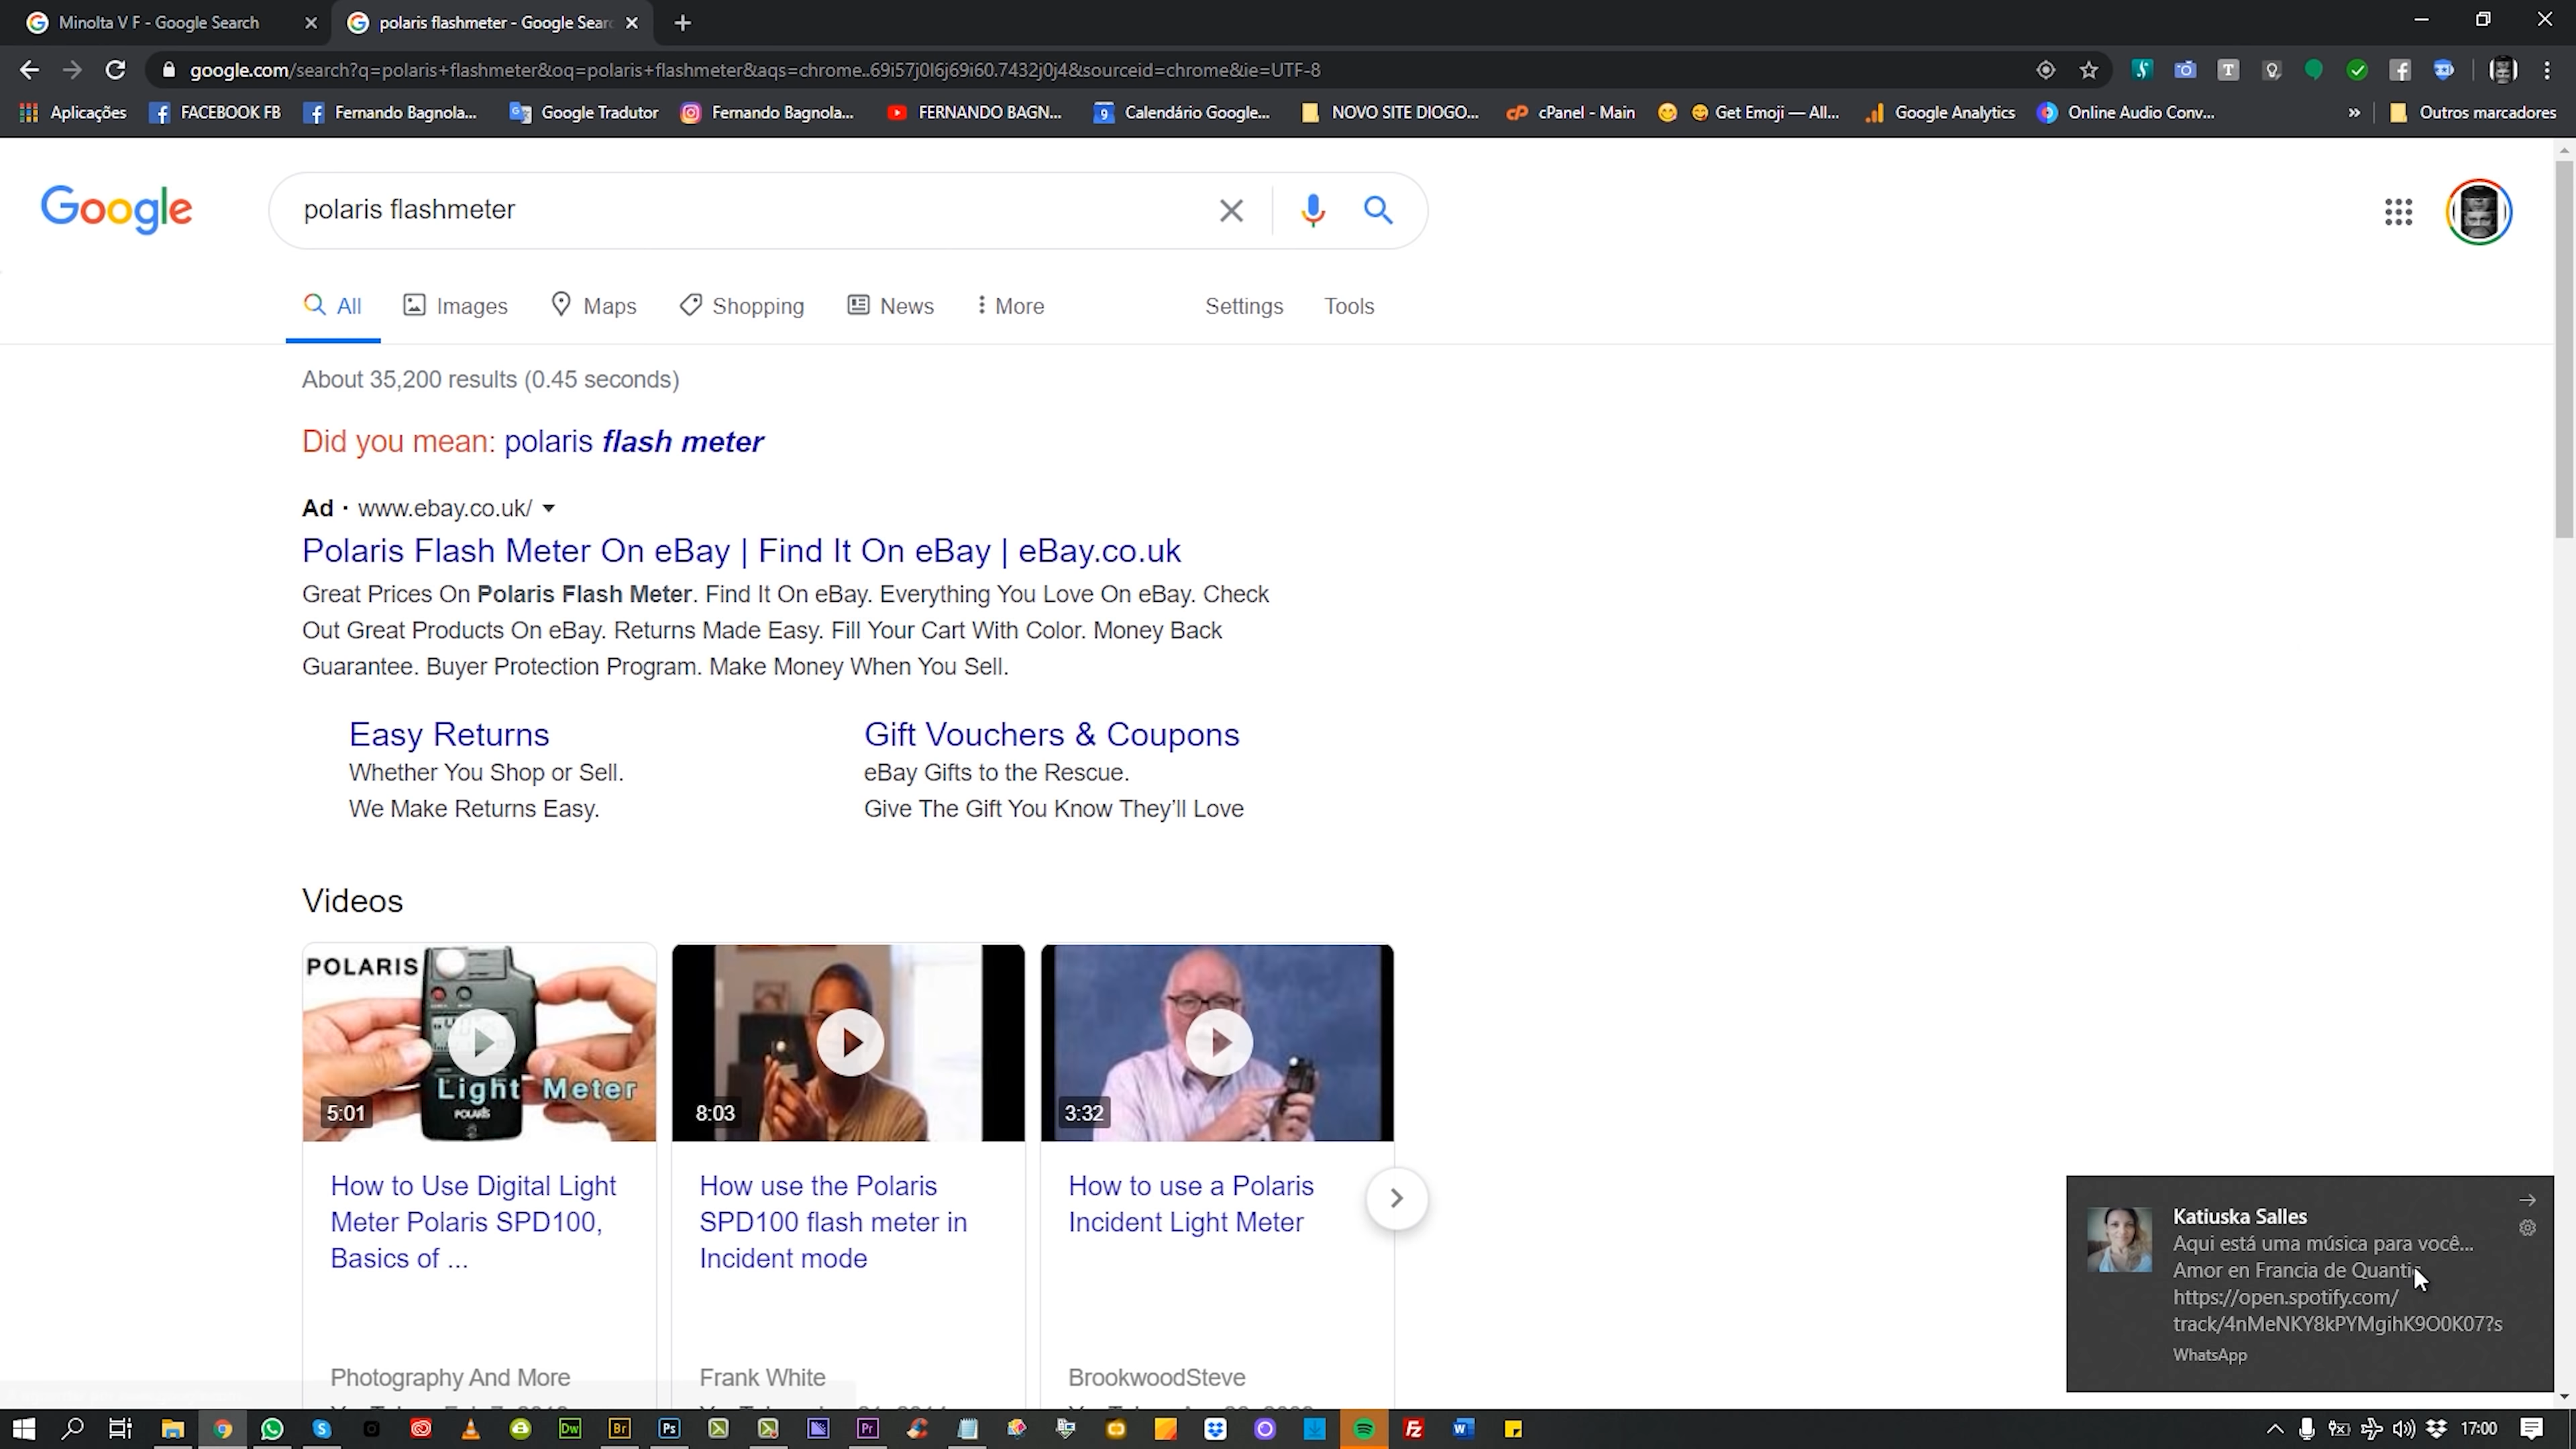 Minolta V F - Google Search
polaris flashmeter - Google Sear
google.com/search?q=polaris+flashmeter&oq=polaris+flashmeter&aqs=chrome..69i57j0l6j69i60.7432j0j4&sourceid=chrome&ie=UTF-8
Aplicações FACEBOOK FB Fernando Bagnola... Google Tradutor Fernando Bagnola... FERNANDO BAGN... Calendário Google... NOVO SITE DIOGO... cPanel - Main Get Emoji — All... Google Analytics Online Audio Conv... » Outros marcadores
Google
polaris flashmeter
All Images Maps Shopping News More Settings Tools
About 35,200 results (0.45 seconds)
Did you mean: polaris flash meter
Ad · www.ebay.co.uk/
Polaris Flash Meter On eBay | Find It On eBay | eBay.co.uk
Great Prices On Polaris Flash Meter. Find It On eBay. Everything You Love On eBay. Check
Out Great Products On eBay. Returns Made Easy. Fill Your Cart With Color. Money Back
Guarantee. Buyer Protection Program. Make Money When You Sell.
Easy Returns
Whether You Shop or Sell.
We Make Returns Easy.
Gift Vouchers & Coupons
eBay Gifts to the Rescue.
Give The Gift You Know They'll Love
Videos
POLARIS
Light Meter
POLARIS
5:01
8:03
3:32
How to Use Digital Light
Meter Polaris SPD100,
Basics of ...
Photography And More
How use the Polaris
SPD100 flash meter in
Incident mode
Frank White
How to use a Polaris
Incident Light Meter
BrookwoodSteve
Katiuska Salles
Aqui está uma música para você...
Amor en Francia de Quantic
https://open.spotify.com/
track/4nMeNKY8kPYMgihK9O0K07?s
WhatsApp
Dw Br Ps Pr Fz W
17:00